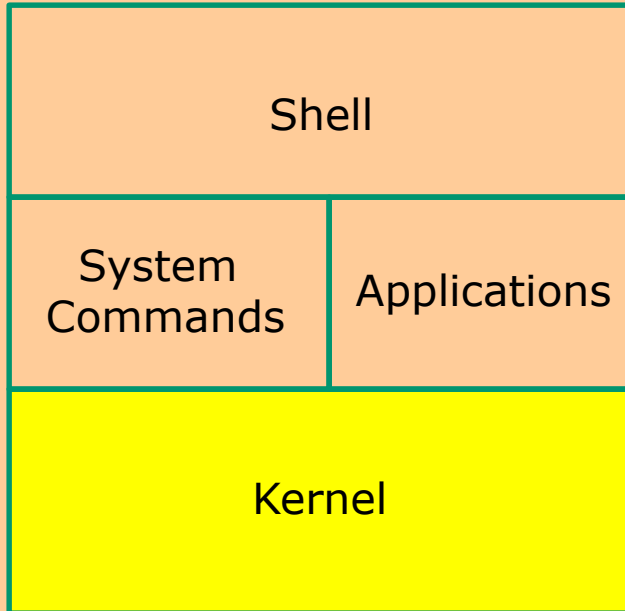 Shell
System
Commands
Applications
Kernel